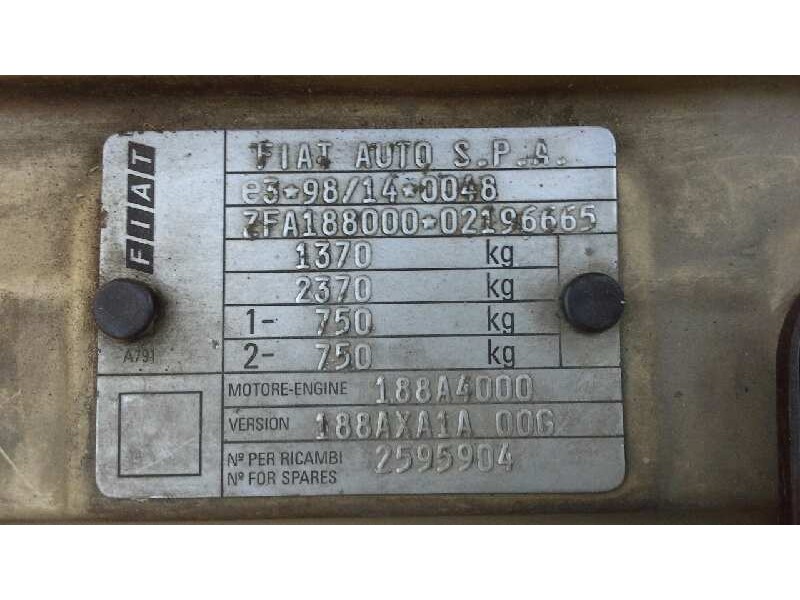 FIAT
FIAT AUTO S.P.A.
e3*98/14*0048
ZFA188000*02196665
1370 kg
2370 kg
1- 750 kg
2- 750 kg
A791
MOTORE-ENGINE 188A4000
VERSION 188AXA1A 00G
Nº PER RICAMBI 2595904
Nº FOR SPARES